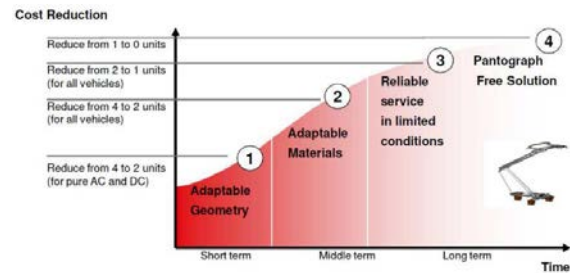 Cost Reduction
Reduce from 1 to 0 units
Reduce from 2 to 1 units
(for all vehicles)
Reduce from 4 to 2 units
(for all vehicles)
Reduce from 4 to 2 units
(for pure AC and DC)
1
Adaptable
Geometry
2
Adaptable
Materials
3
Reliable
service
in limited
conditions
4
Pantograph
Free Solution
Short term
Middle term
Long term
Time